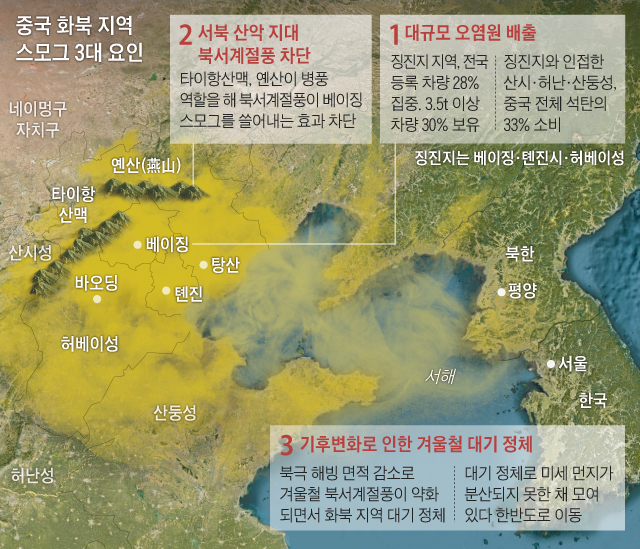 중국 화북 지역
스모그 3대 요인
2 서북 산악 지대
북서계절풍 차단
타이항산맥, 옌산이 병풍
역할을 해 북서계절풍이 베이징
스모그를 쓸어내는 효과 차단
1 대규모 오염원 배출
징진지 지역, 전국
등록 차량 28%
집중. 3.5t 이상
차량 30% 보유
징진지와 인접한
산시·허난·산둥성,
중국 전체 석탄의
33% 소비
징진지는 베이징·톈진시·허베이성
네이멍구
자치구
옌산(燕山)
타이항
산맥
산시성
베이징
탕산
바오딩
톈진
허베이성
산둥성
허난성
북한
평양
서해
서울
한국
3 기후변화로 인한 겨울철 대기 정체
북극 해빙 면적 감소로
겨울철 북서계절풍이 약화
되면서 화북 지역 대기 정체
대기 정체로 미세 먼지가
분산되지 못한 채 모여
있다 한반도로 이동